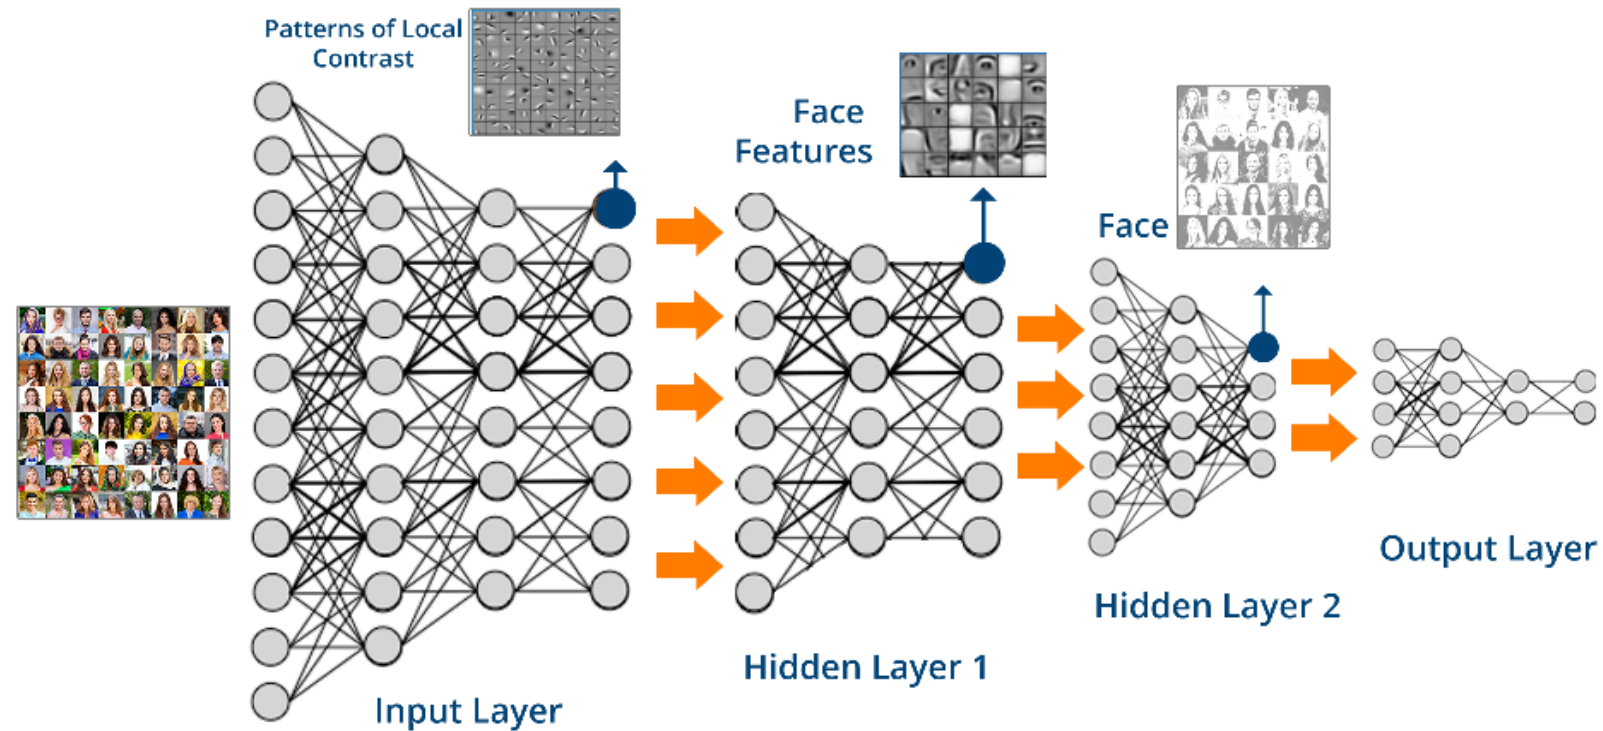 Patterns of Local
Contrast
Face
Features
Face
Input Layer
Hidden Layer 1
Hidden Layer 2
Output Layer